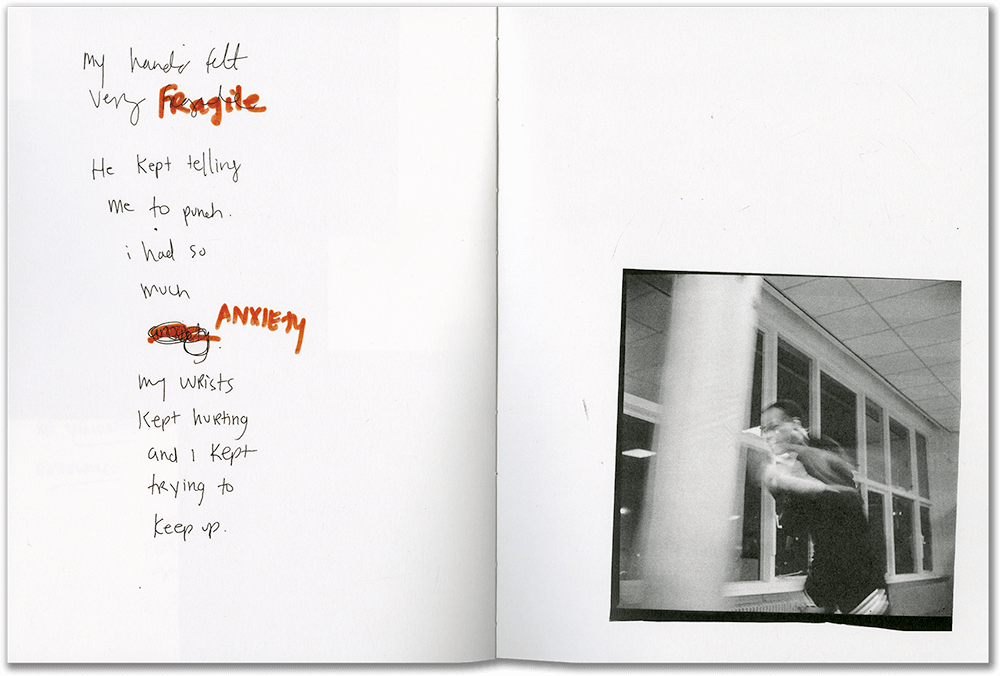 my hands felt
very Fragile
He kept telling
me to punch.
i had so
much
anxiety. ANXIETY
my wRists
kept huRting
and i kept
tRying to
keep up.